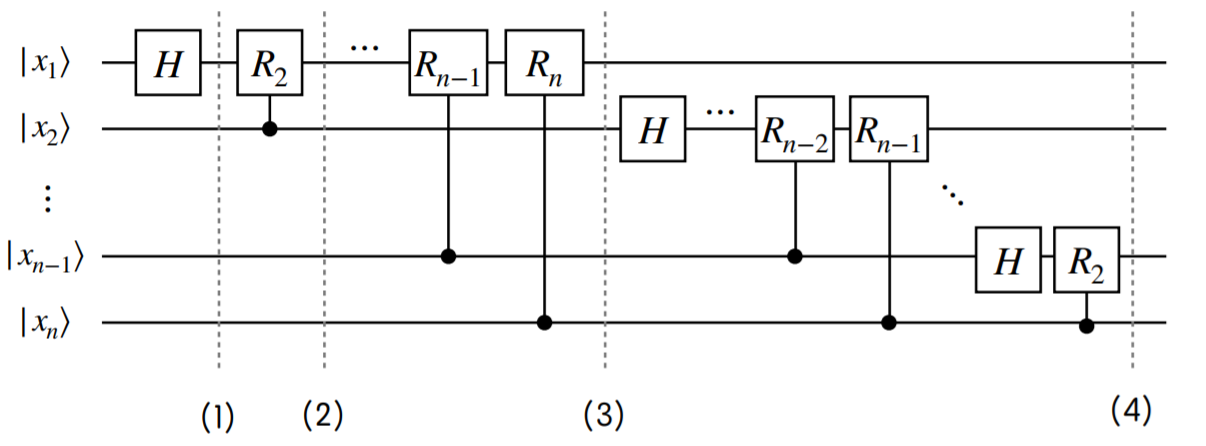 |x₁⟩ H R₂ ⋯ Rₙ₋₁ Rₙ
|x₂⟩ H ⋯ Rₙ₋₂ Rₙ₋₁
⋮ ⋱
|xₙ₋₁⟩ H R₂
|xₙ⟩
(1) (2) (3) (4)